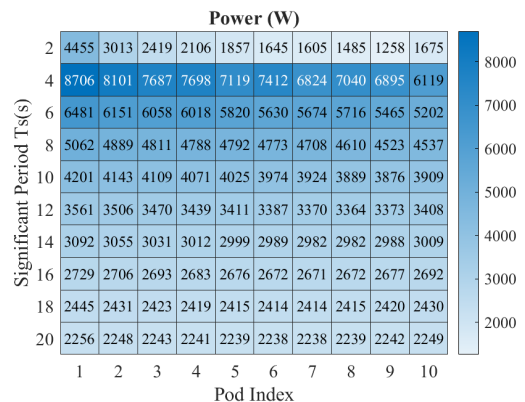 Power (W)
Significant Period Ts(s)
2 4455 3013 2419 2106 1857 1645 1605 1485 1258 1675
4 8706 8101 7687 7698 7119 7412 6824 7040 6895 6119
6 6481 6151 6058 6018 5820 5630 5674 5716 5465 5202
8 5062 4889 4811 4788 4792 4773 4708 4610 4523 4537
10 4201 4143 4109 4071 4025 3974 3924 3889 3876 3909
12 3561 3506 3470 3439 3411 3387 3370 3364 3373 3408
14 3092 3055 3031 3012 2999 2989 2982 2982 2988 3009
16 2729 2706 2693 2683 2676 2672 2671 2672 2677 2692
18 2445 2431 2423 2419 2415 2414 2414 2415 2420 2430
20 2256 2248 2243 2241 2239 2238 2238 2239 2242 2249
1 2 3 4 5 6 7 8 9 10
Pod Index
8000
7000
6000
5000
4000
3000
2000